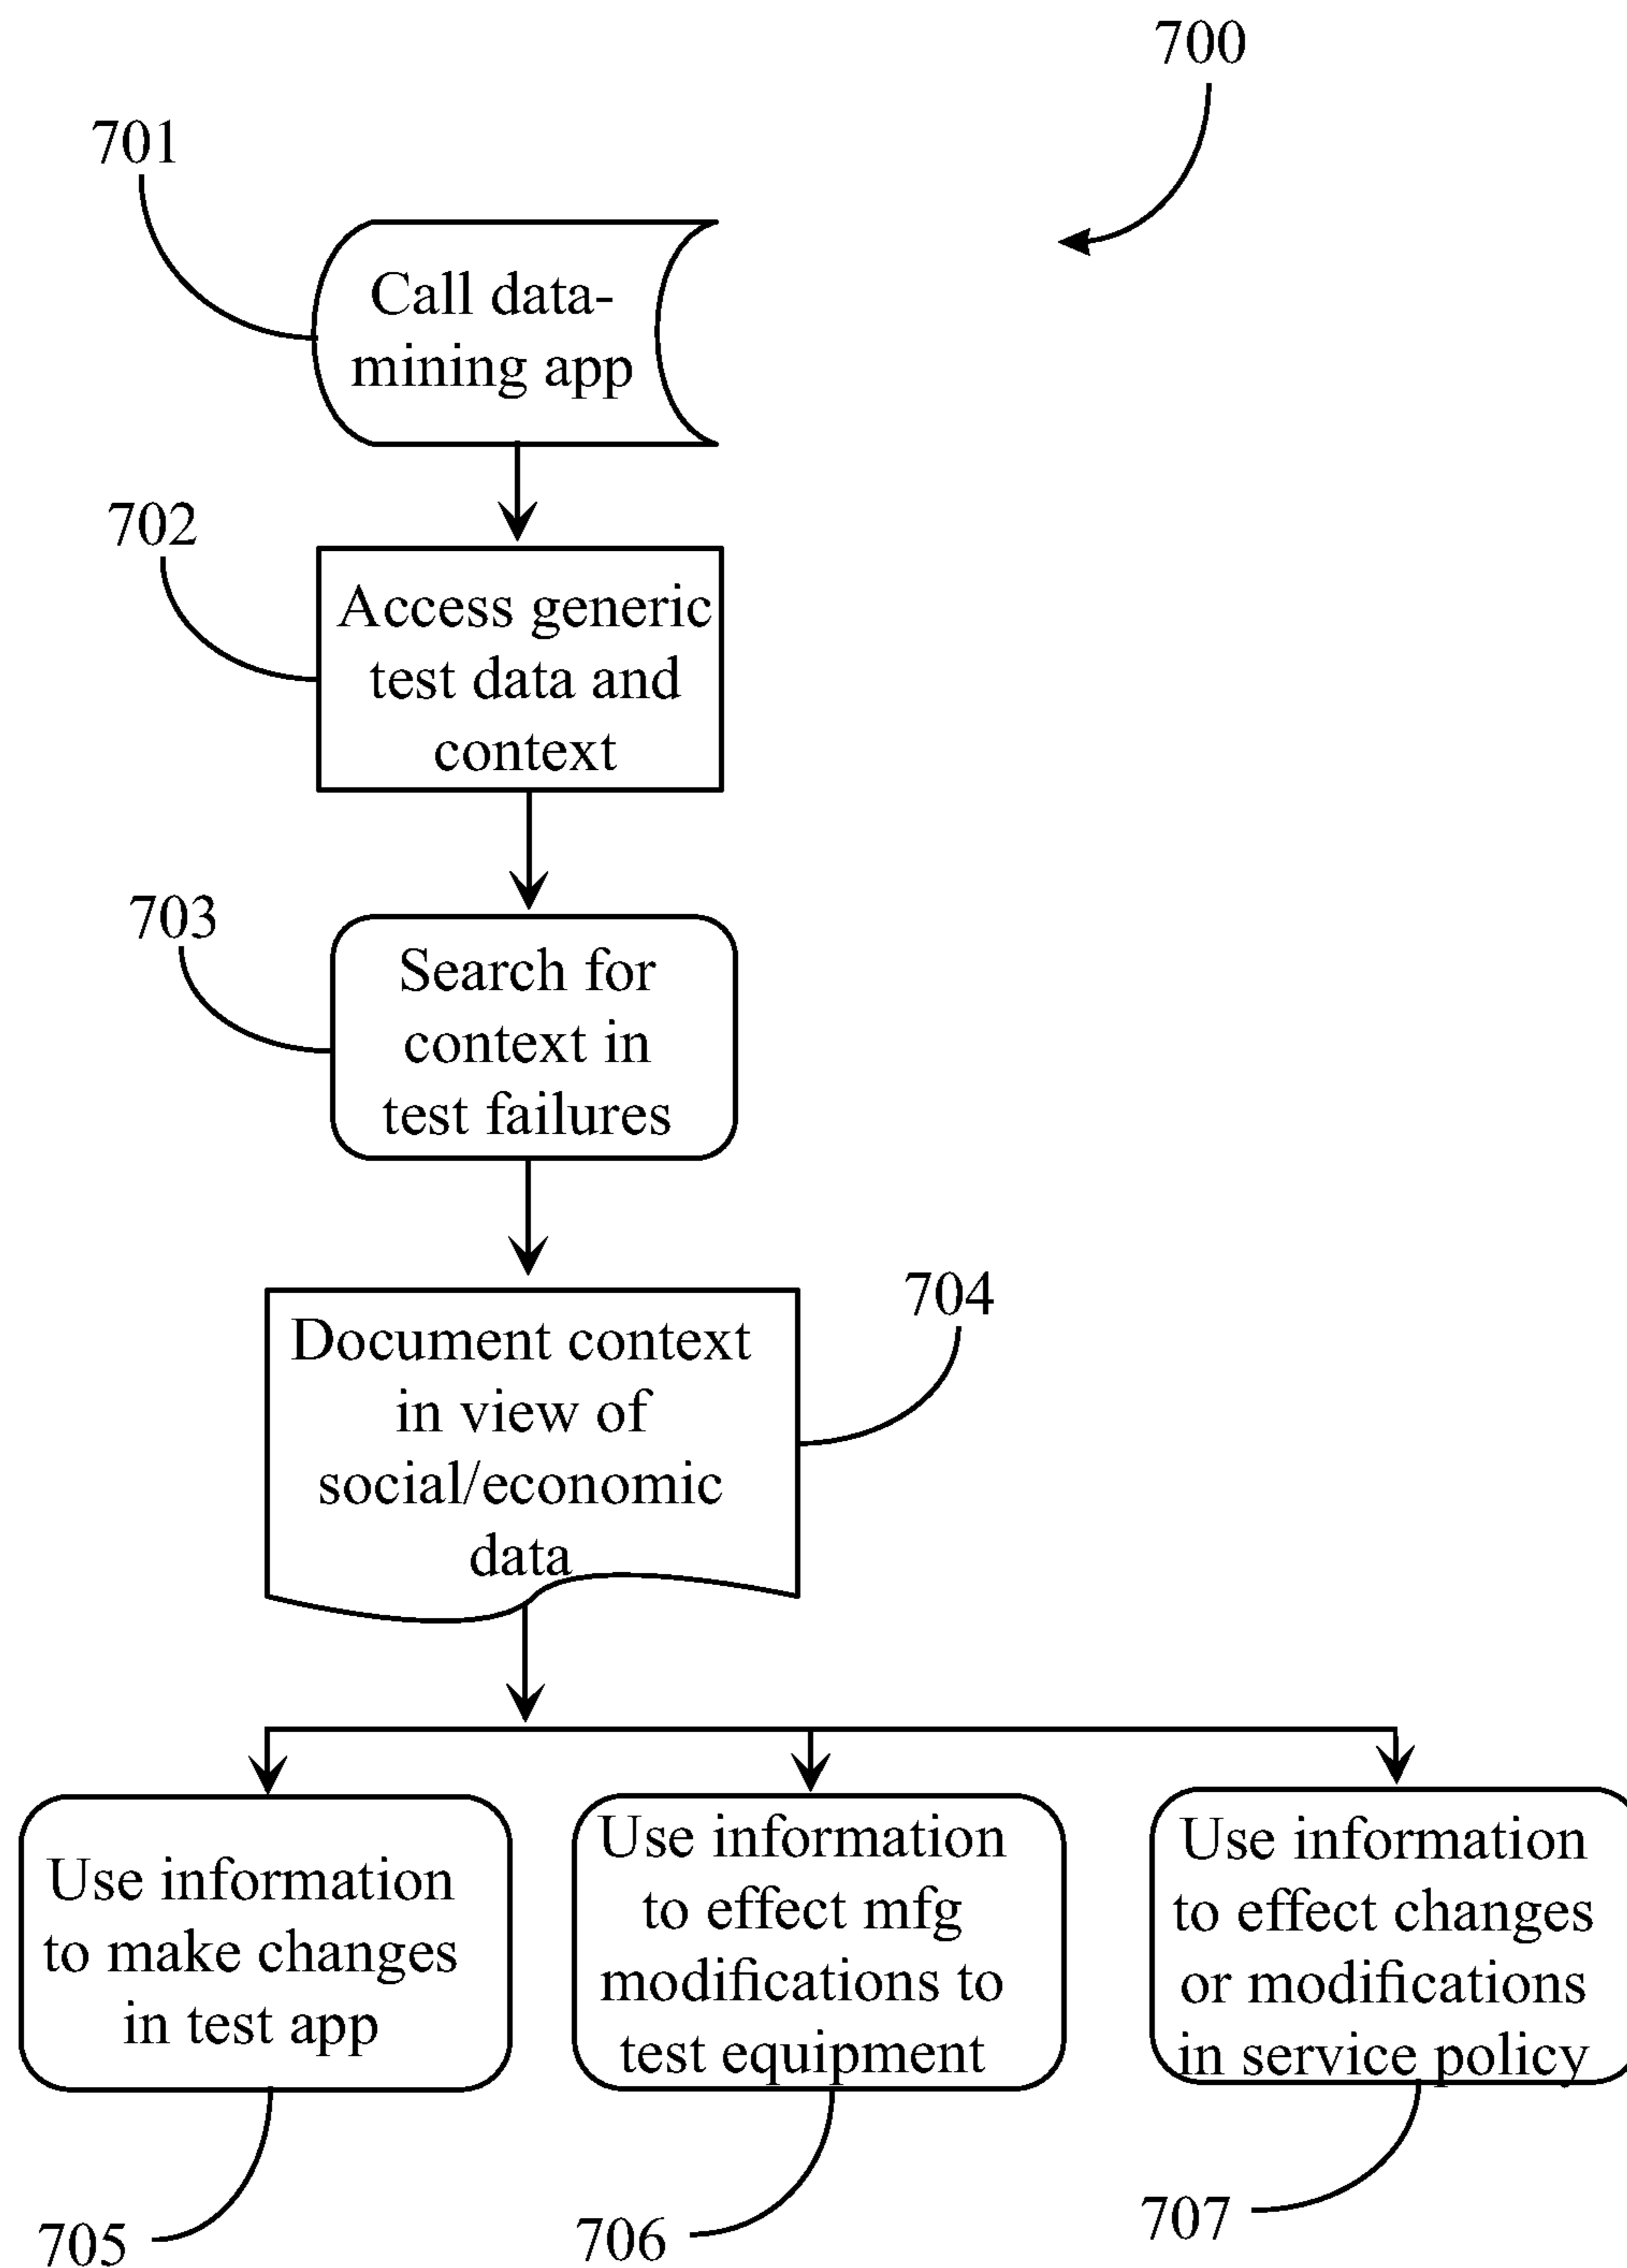 700
701
Call data-
mining app
702
Access generic
test data and
context
703
Search for
context in
test failures
704
Document context
in view of
social/economic
data
Use information
to make changes
in test app
Use information
to effect mfg
modifications to
test equipment
Use information
to effect changes
or modifications
in service policy
705
706
707